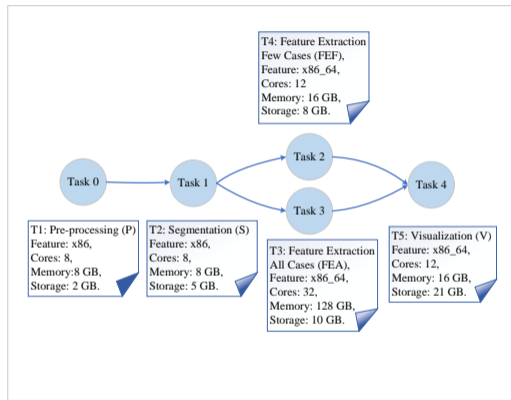 T4: Feature Extraction
Few Cases (FEF),
Feature: x86_64,
Cores: 12
Memory: 16 GB,
Storage: 8 GB.
Task 0
Task 1
Task 2
Task 3
Task 4
T1: Pre-processing (P)
Feature: x86,
Cores: 8,
Memory:8 GB,
Storage: 2 GB.
T2: Segmentation (S)
Feature: x86,
Cores: 8,
Memory: 8 GB,
Storage: 5 GB.
T3: Feature Extraction
All Cases (FEA),
Feature: x86_64,
Cores: 32,
Memory: 128 GB,
Storage: 10 GB.
T5: Visualization (V)
Feature: x86_64,
Cores: 12,
Memory: 16 GB,
Storage: 21 GB.